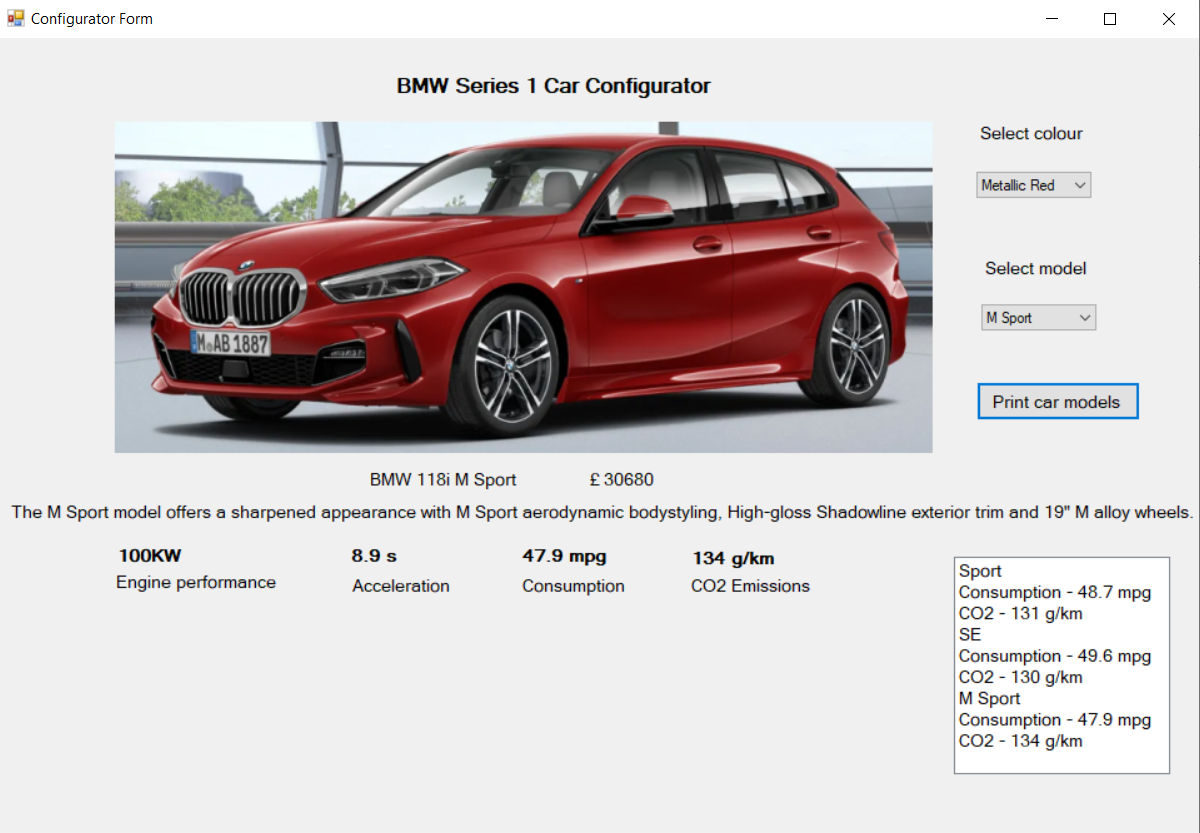 Configurator Form
BMW Series 1 Car Configurator
Select colour
Metallic Red
Select model
M Sport
Print car models
M AB 1887
BMW 118i M Sport £ 30680
The M Sport model offers a sharpened appearance with M Sport aerodynamic bodystyling, High-gloss Shadowline exterior trim and 19" M alloy wheels.
100KW 8.9 s 47.9 mpg 134 g/km
Engine performance Acceleration Consumption CO2 Emissions
Sport
Consumption - 48.7 mpg
CO2 - 131 g/km
SE
Consumption - 49.6 mpg
CO2 - 130 g/km
M Sport
Consumption - 47.9 mpg
CO2 - 134 g/km